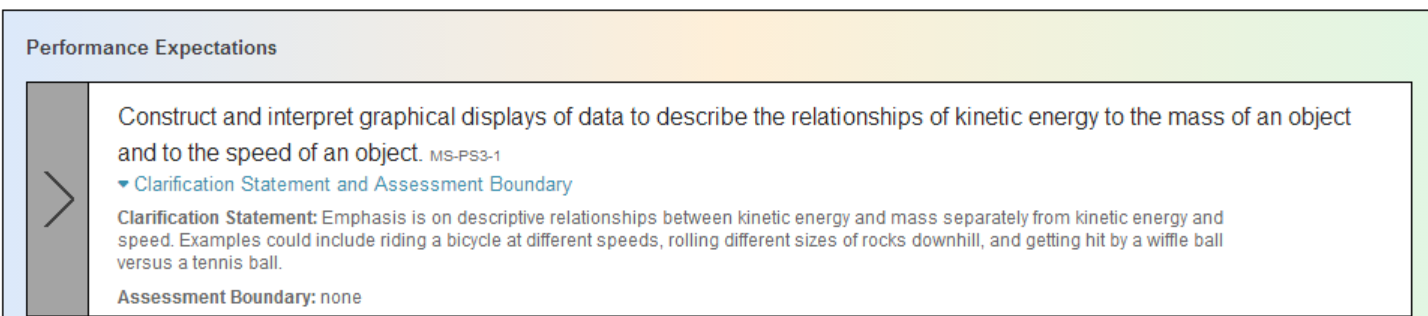 Performance Expectations
Construct and interpret graphical displays of data to describe the relationships of kinetic energy to the mass of an object
and to the speed of an object. MS-PS3-1
Clarification Statement and Assessment Boundary
Clarification Statement: Emphasis is on descriptive relationships between kinetic energy and mass separately from kinetic energy and
speed. Examples could include riding a bicycle at different speeds, rolling different sizes of rocks downhill, and getting hit by a wiffle ball
versus a tennis ball.
Assessment Boundary: none